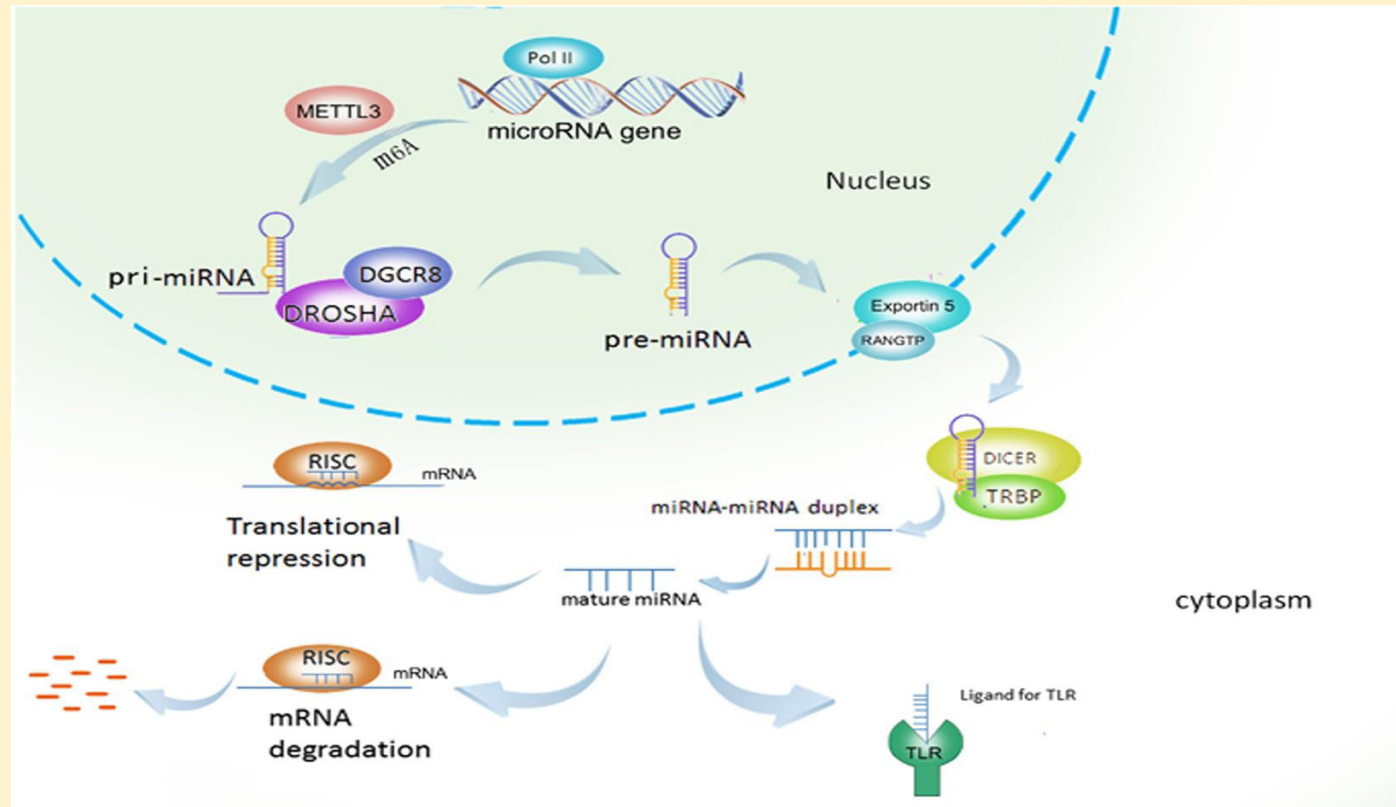 Pol II
METTL3
microRNA gene
m6A
Nucleus
pri-miRNA
DGCR8
DROSHA
pre-miRNA
Exportin 5
RANGTP
DICER
TRBP
RISC
mRNA
Translational
repression
miRNA-miRNA duplex
mature miRNA
cytoplasm
RISC
mRNA
mRNA
degradation
Ligand for TLR
TLR